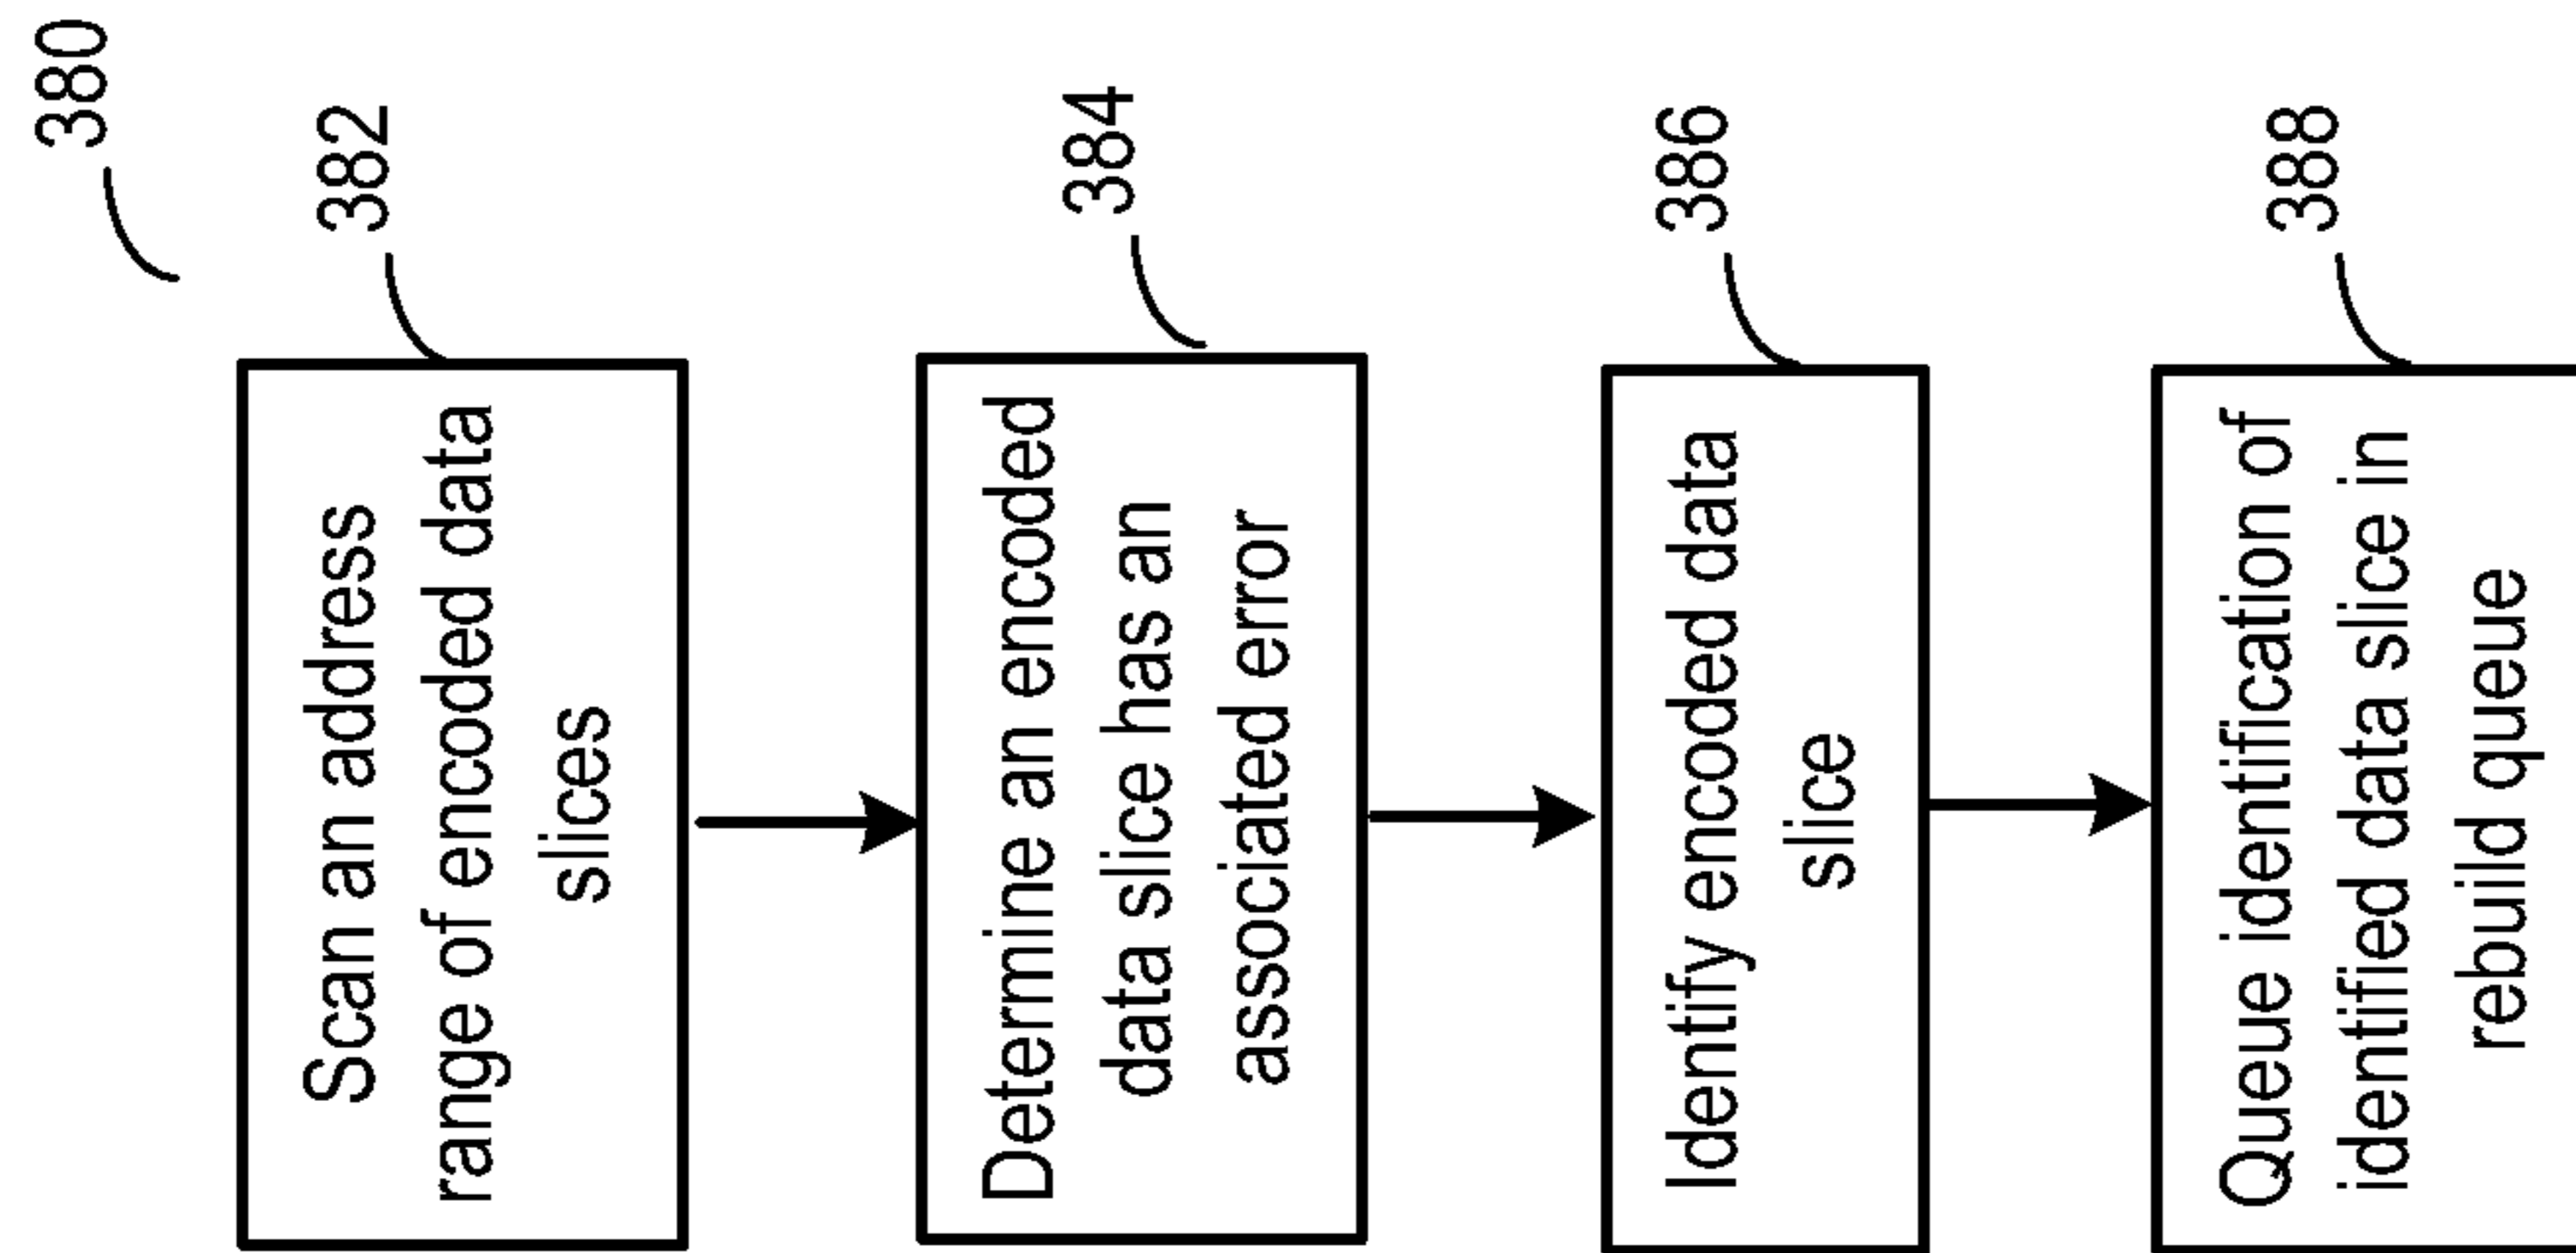 380
382
Scan an address
range of encoded data
slices
384
Determine an encoded
data slice has an
associated error
386
Identify encoded data
slice
388
Queue identification of
identified data slice in
rebuild queue